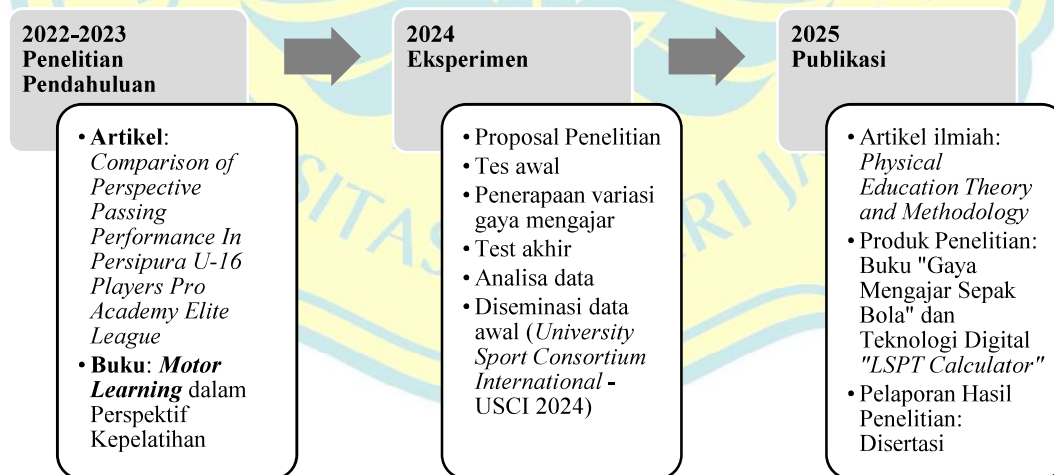 2022-2023
Penelitian
Pendahuluan
• Artikel:
Comparison of
Perspective
Passing
Performance In
Persipura U-16
Players Pro
Academy Elite
League
• Buku: Motor
Learning dalam
Perspektif
Kepelatihan
2024
Eksperimen
• Proposal Penelitian
• Tes awal
• Penerapaan variasi
gaya mengajar
• Test akhir
• Analisa data
• Diseminasi data
awal (University
Sport Consortium
International -
USCI 2024)
2025
Publikasi
• Artikel ilmiah:
Physical
Education Theory
and Methodology
• Produk Penelitian:
Buku "Gaya
Mengajar Sepak
Bola" dan
Teknologi Digital
"LSPT Calculator"
• Pelaporan Hasil
Penelitian:
Disertasi